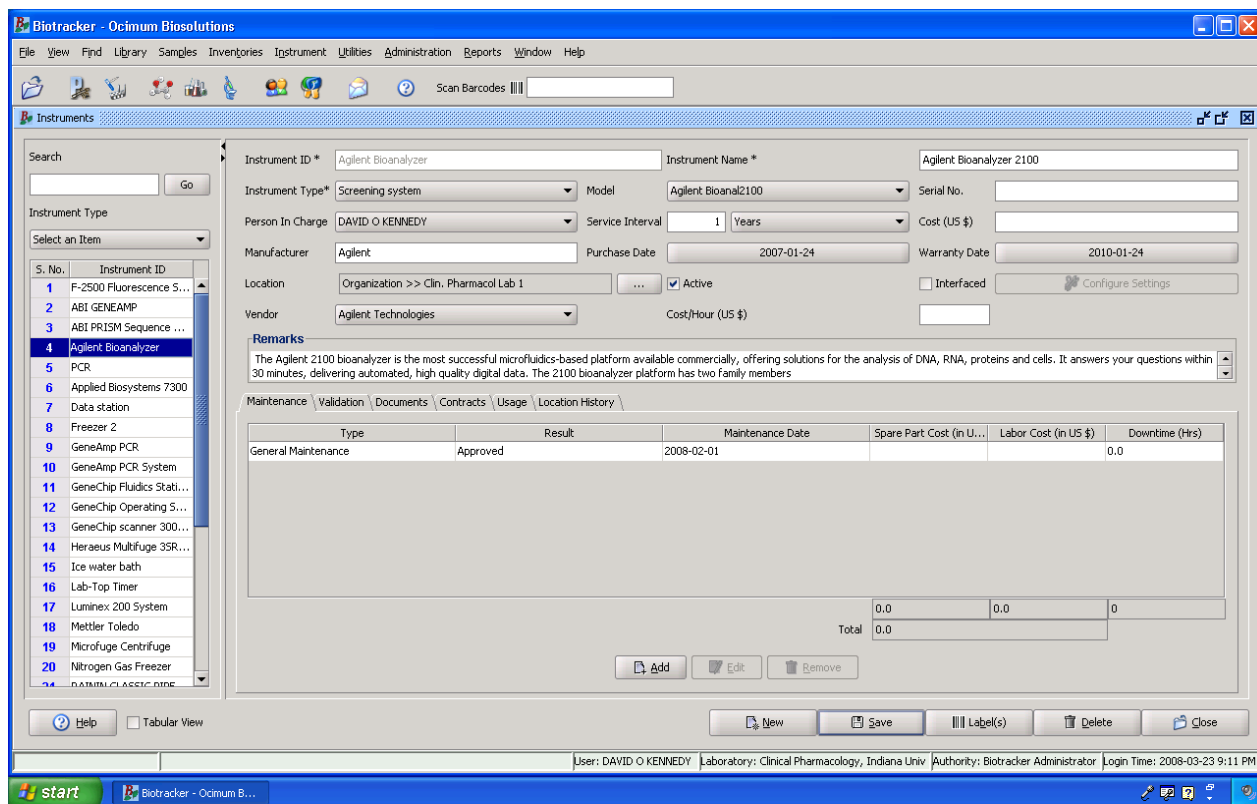 Biotracker - Ocimum Biosolutions
File View Find Library Samples Inventories Instrument Utilities Administration Reports Window Help
Scan Barcodes
Instruments
Search
Go
Instrument Type
Select an Item
S. No. Instrument ID
1 F-2500 Fluorescence S...
2 ABI GENEAMP
3 ABI PRISM Sequence ...
4 Agilent Bioanalyzer
5 PCR
6 Applied Biosystems 7300
7 Data station
8 Freezer 2
9 GeneAmp PCR
10 GeneAmp PCR System
11 GeneChip Fluidics Stati...
12 GeneChip Operating S...
13 GeneChip scanner 300...
14 Heraeus Multifuge 3SR...
15 Ice water bath
16 Lab-Top Timer
17 Luminex 200 System
18 Mettler Toledo
19 Microfuge Centrifuge
20 Nitrogen Gas Freezer
Instrument ID * Agilent Bioanalyzer Instrument Name * Agilent Bioanalyzer 2100
Instrument Type* Screening system Model Agilent Bioanal2100 Serial No.
Person In Charge DAVID O KENNEDY Service Interval 1 Years Cost (US $)
Manufacturer Agilent Purchase Date 2007-01-24 Warranty Date 2010-01-24
Location Organization >> Clin. Pharmacol Lab 1 ... Active Interfaced Configure Settings
Vendor Agilent Technologies Cost/Hour (US $)
Remarks
The Agilent 2100 bioanalyzer is the most successful microfluidics-based platform available commercially, offering solutions for the analysis of DNA, RNA, proteins and cells. It answers your questions within
30 minutes, delivering automated, high quality digital data. The 2100 bioanalyzer platform has two family members
Maintenance Validation Documents Contracts Usage Location History
Type Result Maintenance Date Spare Part Cost (in U... Labor Cost (in US $) Downtime (Hrs)
General Maintenance Approved 2008-02-01 0.0
0.0 0.0 0
Total 0.0
Add Edit Remove
Help Tabular View New Save Label(s) Delete Close
User: DAVID O KENNEDY Laboratory: Clinical Pharmacology, Indiana Univ Authority: Biotracker Administrator Login Time: 2008-03-23 9:11 PM
start Biotracker - Ocimum B...